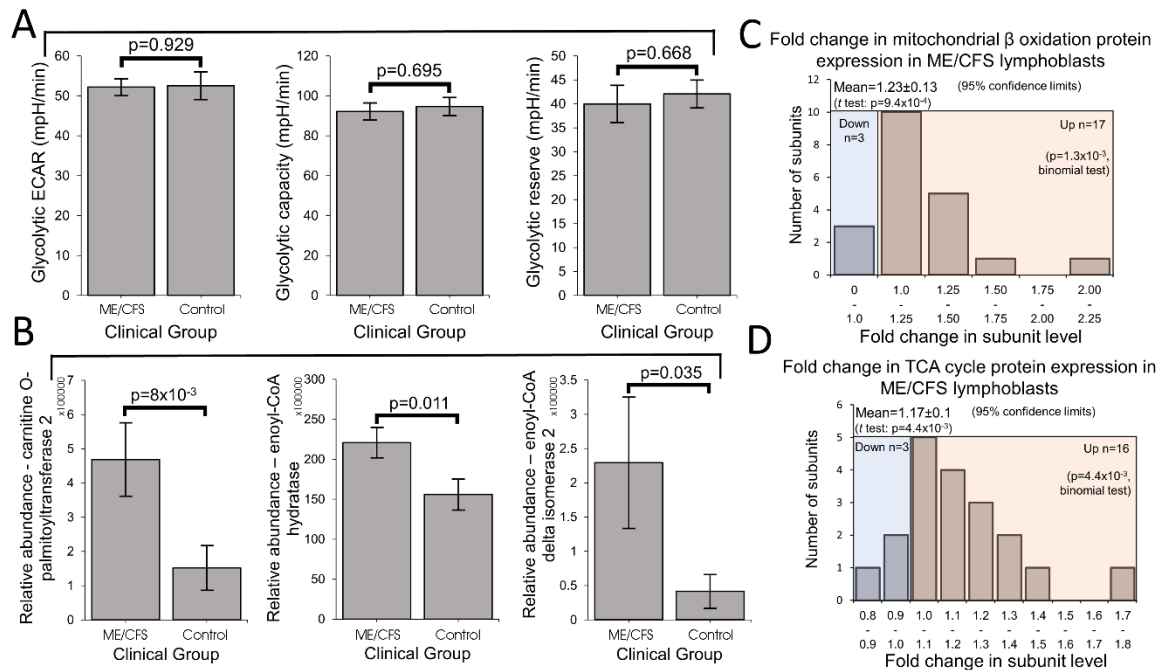 A
p=0.929
Glycolytic ECAR (mpH/min)
60
50
40
30
20
10
0
ME/CFS Control
Clinical Group
p=0.695
Glycolytic capacity (mpH/min)
120
100
80
60
40
20
0
ME/CFS Control
Clinical Group
p=0.668
Glycolytic reserve (mpH/min)
50
45
40
35
30
25
20
15
10
5
0
ME/CFS Control
Clinical Group
B
p=8x10-3
Relative abundance - carnitine O-
palmitoyltransferase 2
x100000
7
6
5
4
3
2
1
0
ME/CFS Control
Clinical Group
p=0.011
Relative abundance – enoyl-CoA
hydratase
x100000
300
250
200
150
100
50
0
ME/CFS Control
Clinical Group
p=0.035
Relative abundance – enoyl-CoA
delta isomerase 2
x100000
3.5
3
2.5
2
1.5
1
0.5
0
ME/CFS Control
Clinical Group
C
Fold change in mitochondrial β oxidation protein
expression in ME/CFS lymphoblasts
Mean=1.23±0.13 (95% confidence limits)
(t test: p=9.4x10-4)
Down
n=3
Up n=17
(p=1.3x10-3,
binomial test)
Number of subunits
12
10
8
6
4
2
0
0 1.0 1.25 1.50 1.75 2.00
- - - - - -
1.0 1.25 1.50 1.75 2.00 2.25
Fold change in subunit level
D
Fold change in TCA cycle protein expression in
ME/CFS lymphoblasts
Mean=1.17±0.1 (95% confidence limits)
(t test: p=4.4x10-3)
Down n=3
Up n=16
(p=4.4x10-3,
binomial test)
Number of subunits
6
5
4
3
2
1
0
0.8 0.9 1.0 1.1 1.2 1.3 1.4 1.5 1.6 1.7
- - - - - - - - - -
0.9 1.0 1.1 1.2 1.3 1.4 1.5 1.6 1.7 1.8
Fold change in subunit level